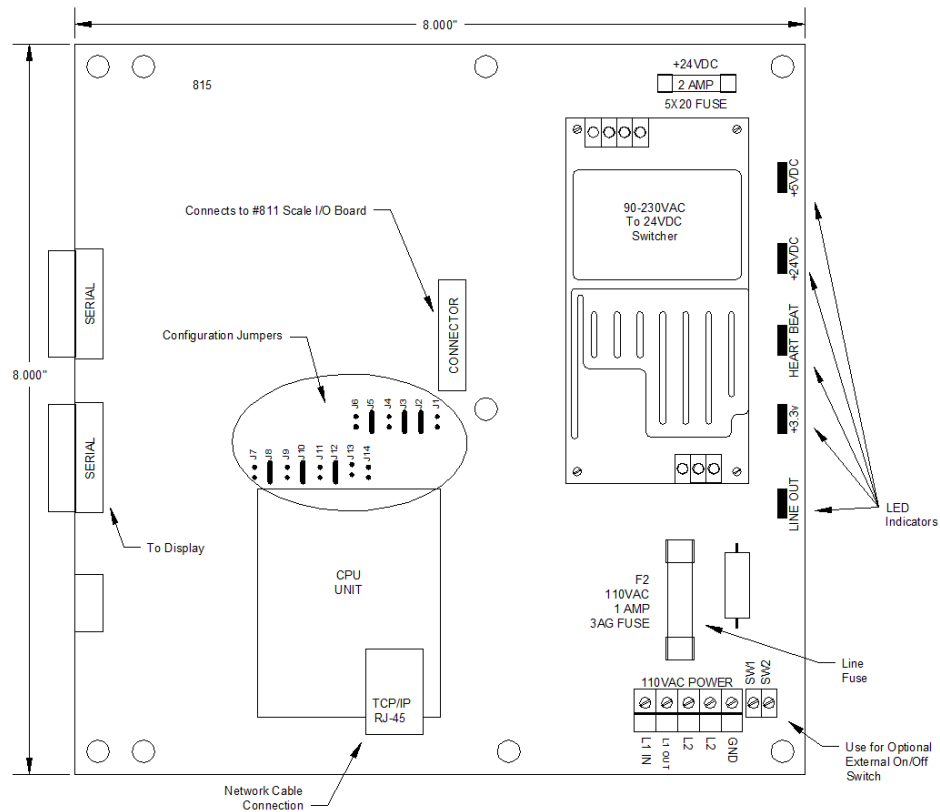 8.000"
815
+24VDC
2 AMP
5X20 FUSE
+5VDC
90-230VAC
To 24VDC
Switcher
Connects to #811 Scale I/O Board
+24VDC
SERIAL
CONNECTOR
HEART BEAT
Configuration Jumpers
8.000"
J6
J5
J4
J3
J2
J1
+3.3v
J7
J8
J9
J10
J11
J12
J13
J14
SERIAL
LINE OUT
LED
Indicators
To Display
CPU
UNIT
F2
110VAC
1 AMP
3AG FUSE
Line
Fuse
SW1
SW2
110VAC POWER
TCP/IP
RJ-45
L1 IN
L1 OUT
L2
L2
GND
Use for Optional
External On/Off
Switch
Network Cable
Connection